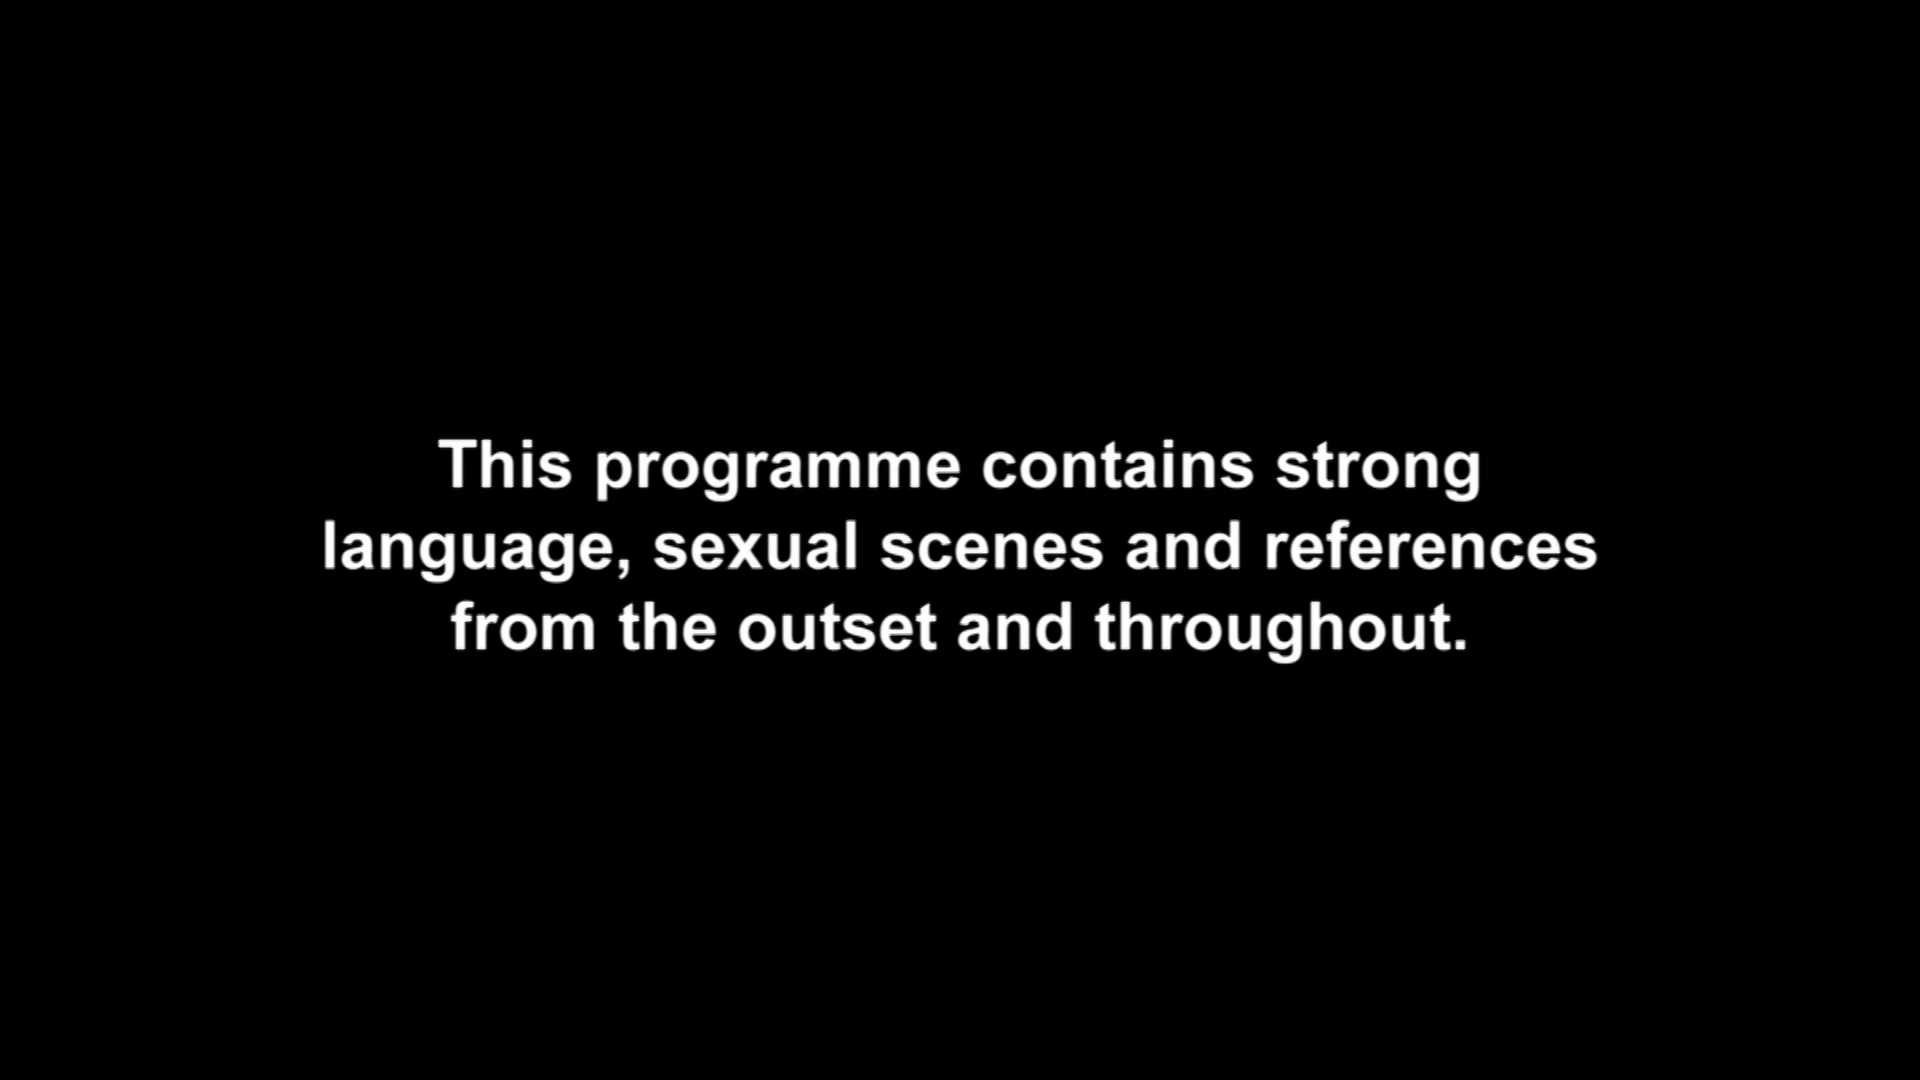 This programme contains strong
language, sexual scenes and references
from the outset and throughout.